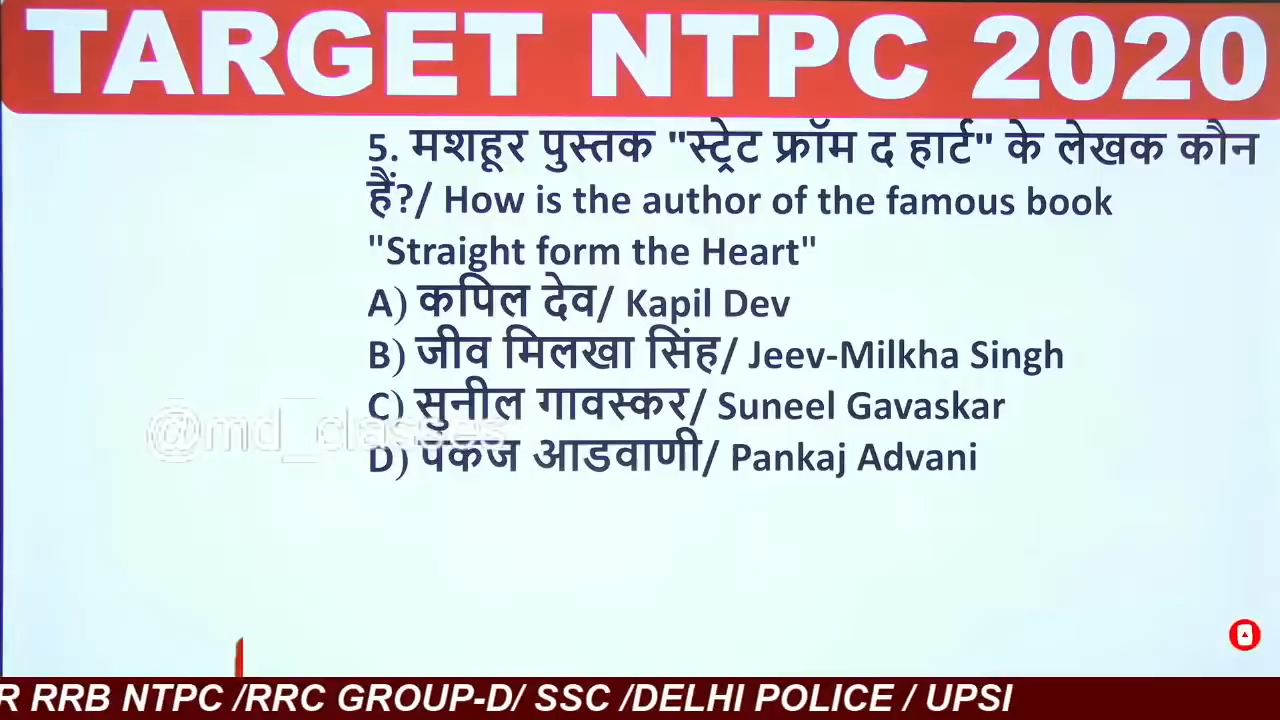 TARGET NTPC 2020
5. मशहूर पुस्तक "स्ट्रेट फ्रॉम द हार्ट" के लेखक कौन
हैं?/ How is the author of the famous book
"Straight form the Heart"
A) कपिल देव/ Kapil Dev
B) जीव मिलखा सिंह/ Jeev-Milkha Singh
C) सुनील गावस्कर/ Suneel Gavaskar
@md_classes
D) पंकज आडवाणी/ Pankaj Advani
R RRB NTPC /RRC GROUP-D/ SSC /DELHI POLICE / UPSI